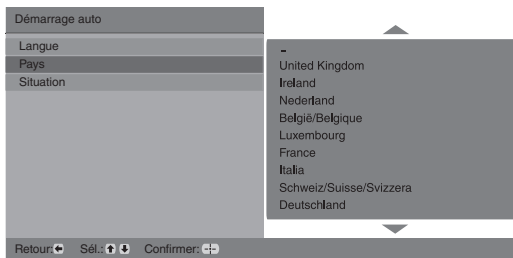 Démarrage auto
Langue
Pays
Situation
-
United Kingdom
Ireland
Nederland
België/Belgique
Luxembourg
France
Italia
Schweiz/Suisse/Svizzera
Deutschland
Retour: Sél.: Confirmer: